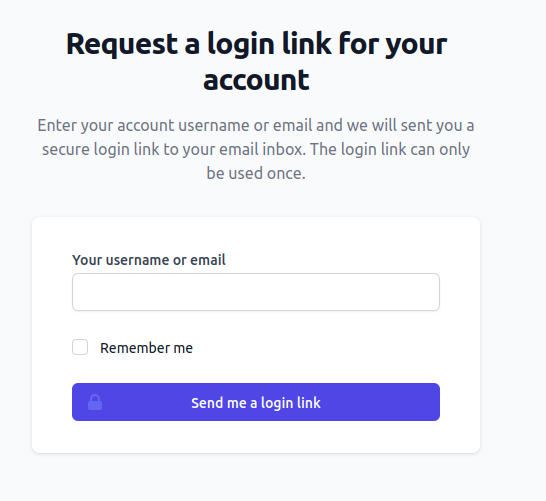 Request a login link for your
account
Enter your account username or email and we will sent you a
secure login link to your email inbox. The login link can only
be used once.
Your username or email
Remember me
Send me a login link